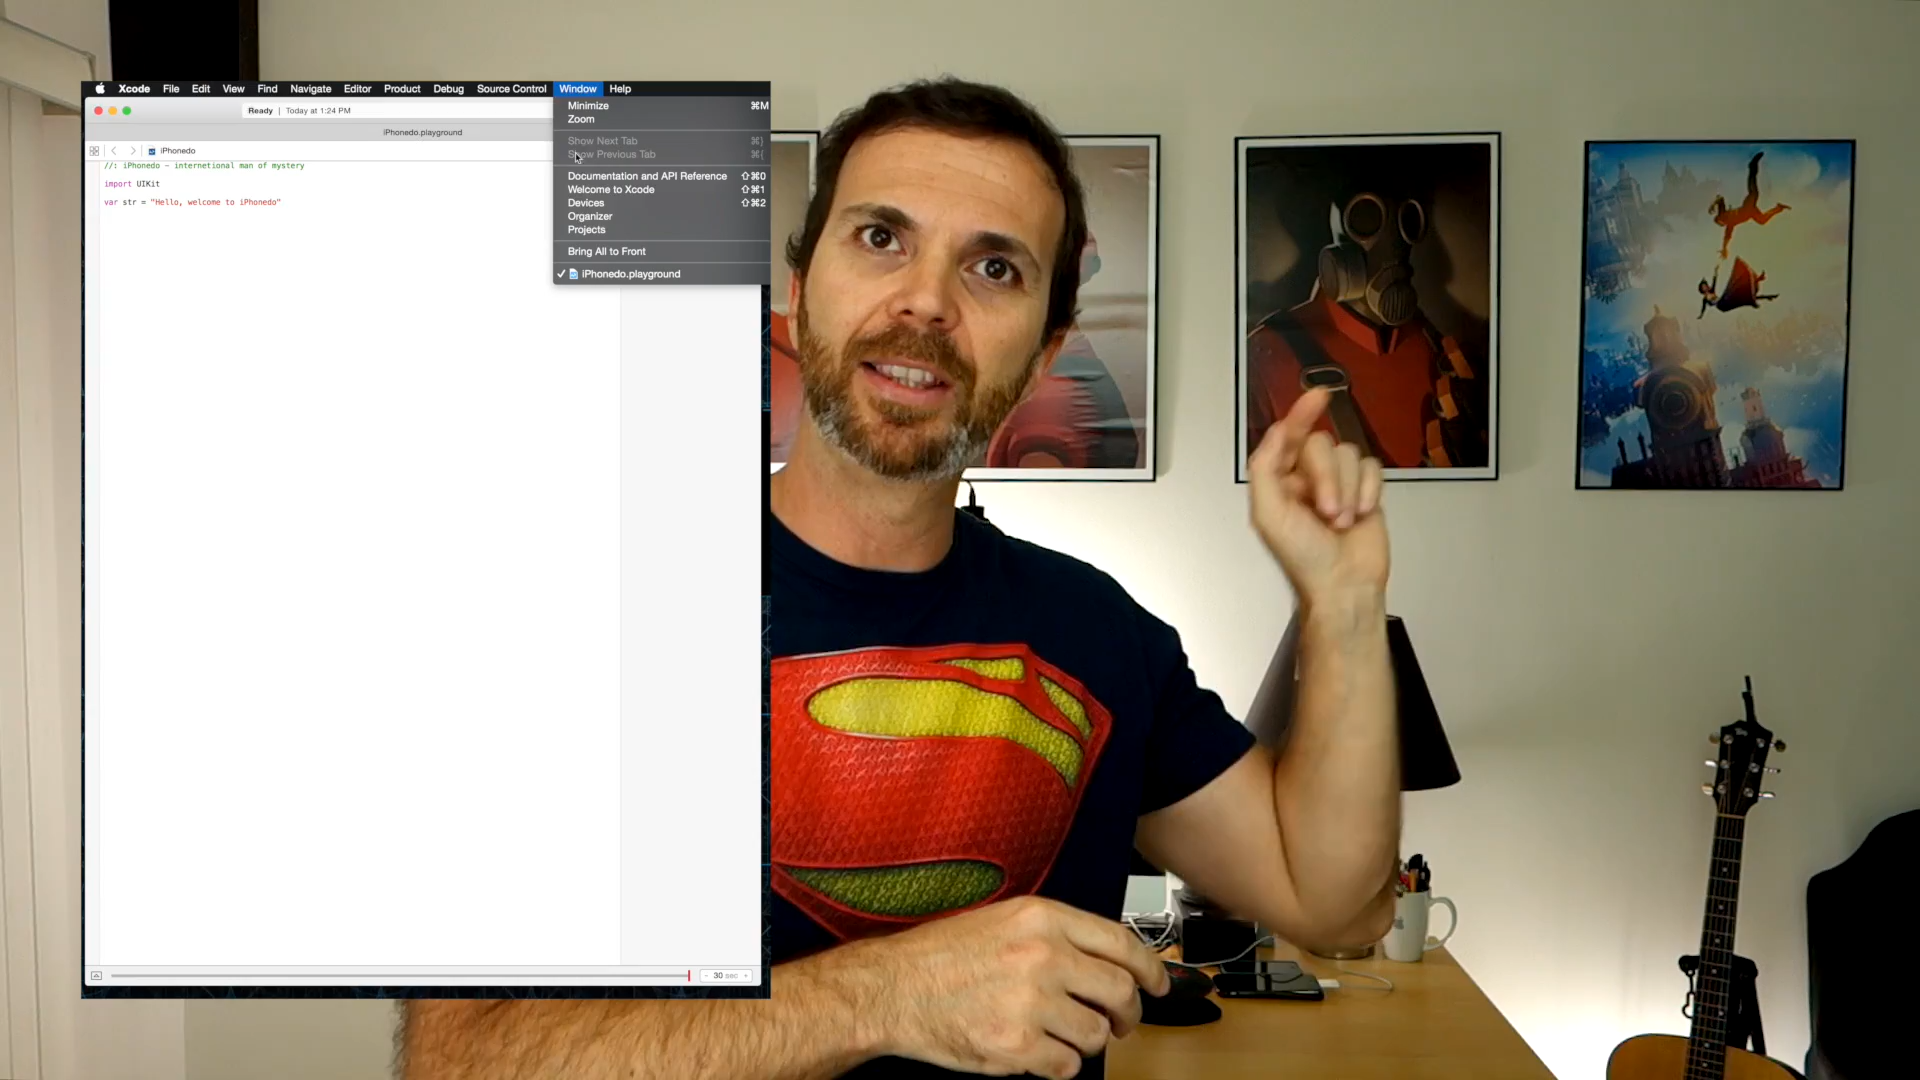 Xcode File Edit View Find Navigate Editor Product Debug Source Control Window Help
Ready | Today at 1:24 PM
iPhonedo.playground
iPhonedo
//: iPhonedo - internetional man of mystery
import UIKit
var str = "Hello, welcome to iPhonedo"
Minimize ⌘M
Zoom
Show Next Tab ⌘}
Show Previous Tab ⌘{
Documentation and API Reference ⇧⌘0
Welcome to Xcode ⇧⌘1
Devices ⇧⌘2
Organizer
Projects
Bring All to Front
✓ iPhonedo.playground
- 30 sec +